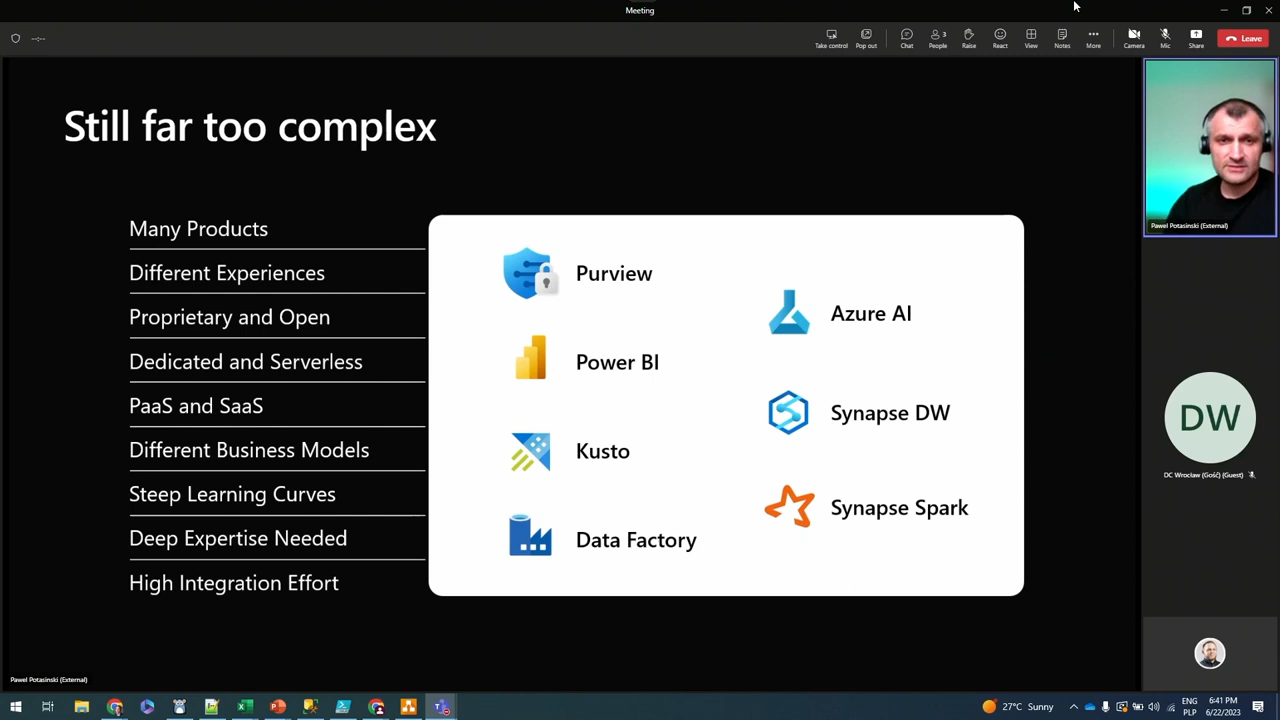 Meeting
--:--
Take control
Pop out
Chat
3
People
Raise
React
View
Notes
More
Camera
Mic
Share
Leave
Still far too complex
Many Products
Different Experiences
Proprietary and Open
Dedicated and Serverless
PaaS and SaaS
Different Business Models
Steep Learning Curves
Deep Expertise Needed
High Integration Effort
Purview
Power BI
Kusto
Data Factory
Azure AI
Synapse DW
Synapse Spark
Pawel Potasinski (External)
DW
DC Wrocław (Gość) (Guest)
Pawel Potasinski (External)
27°C Sunny
ENG
PLP
6:41 PM
6/22/2023